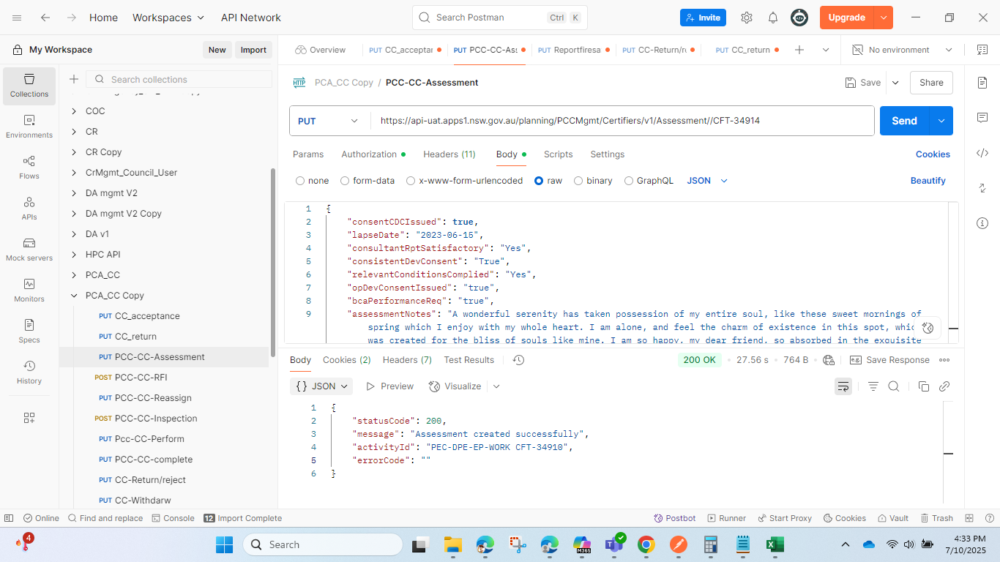 Home Workspaces API Network Search Postman Ctrl K Invite Upgrade
My Workspace New Import Overview PUT CC_acceptar PUT PCC-CC-Ass PUT Reportfiresa PUT CC-Return/r PUT CC_return No environment
Collections
Environments
Flows
APIs
Mock servers
Monitors
Specs
History
Search collections
COC
CR
CR Copy
CrMgmt_Council_User
DA mgmt V2
DA mgmt V2 Copy
DA v1
HPC API
PCA_CC
PCA_CC Copy
PUT CC_acceptance
PUT CC_return
PUT PCC-CC-Assessment
POST PCC-CC-RFI
PUT PCC-CC-Reassign
POST PCC-CC-Inspection
PUT Pcc-CC-Perform
PUT PCC-CC-complete
PUT CC-Return/reject
PUT CC-Withdarw
HTTP PCA_CC Copy / PCC-CC-Assessment Save Share
PUT https://api-uat.apps1.nsw.gov.au/planning/PCCMgmt/Certifiers/v1/Assessment//CFT-34914 Send
Params Authorization Headers (11) Body Scripts Settings Cookies
none form-data x-www-form-urlencoded raw binary GraphQL JSON Beautify
1 {
2 "consentCDCIssued": true,
3 "lapseDate": "2023-06-15",
4 "consultantRptSatisfactory": "Yes",
5 "consistentDevConsent": "True",
6 "relevantConditionsComplied": "Yes",
7 "opDevConsentIssued": "true",
8 "bcaPerformanceReq": "true",
9 "assessmentNotes": "A wonderful serenity has taken possession of my entire soul, like these sweet mornings of
spring which I enjoy with my whole heart. I am alone, and feel the charm of existence in this spot, whic
was created for the bliss of souls like mine. I am so happy, my dear friend, so absorbed in the exquisite
Body Cookies (2) Headers (7) Test Results 200 OK 27.56 s 764 B e.g. Save Response
{} JSON Preview Visualize
1 {
2 "statusCode": 200,
3 "message": "Assessment created successfully",
4 "activityId": "PEC-DPE-EP-WORK CFT-34910",
5 "errorCode": ""
6 }
Online Find and replace Console 12 Import Complete Postbot Runner Start Proxy Cookies Vault Trash
4 Search M365 4:33 PM
7/10/2025